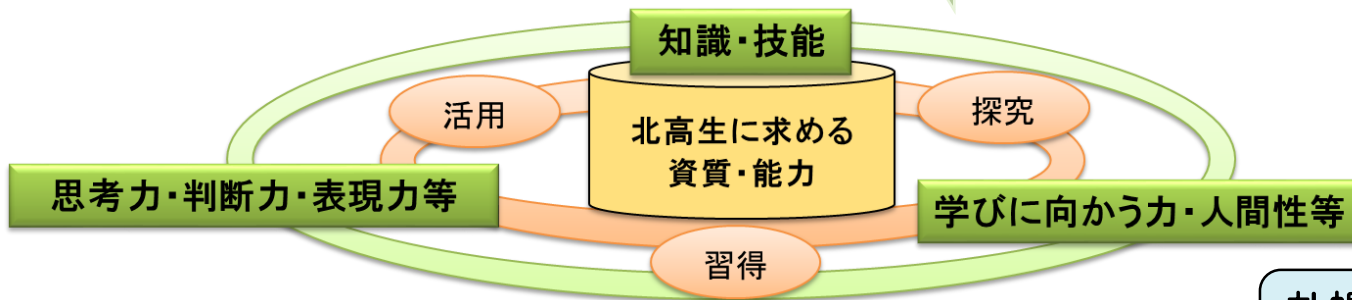 知識・技能
活用
探究
北高生に求める
資質・能力
思考力・判断力・表現力等
学びに向かう力・人間性等
習得